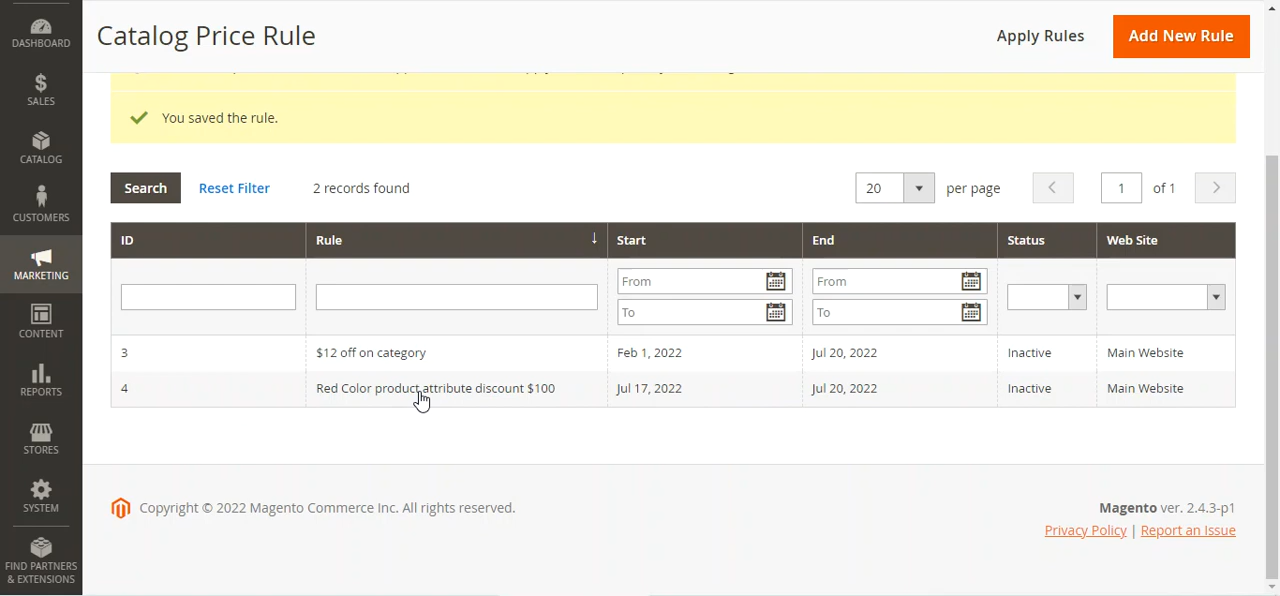 DASHBOARD
SALES
CATALOG
CUSTOMERS
MARKETING
CONTENT
REPORTS
STORES
SYSTEM
FIND PARTNERS
& EXTENSIONS
Catalog Price Rule
Apply Rules
Add New Rule
You saved the rule.
Search Reset Filter 2 records found 20 per page 1 of 1
ID Rule ↓ Start End Status Web Site
From From
To To
3 $12 off on category Feb 1, 2022 Jul 20, 2022 Inactive Main Website
4 Red Color product attribute discount $100 Jul 17, 2022 Jul 20, 2022 Inactive Main Website
Copyright © 2022 Magento Commerce Inc. All rights reserved.
Magento ver. 2.4.3-p1
Privacy Policy | Report an Issue